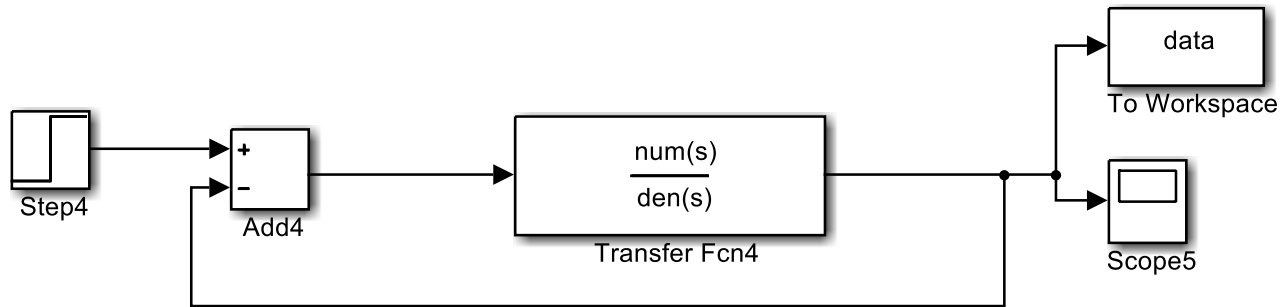 data
To Workspace
Step4
+
−
Add4
num(s)
den(s)
Transfer Fcn4
Scope5